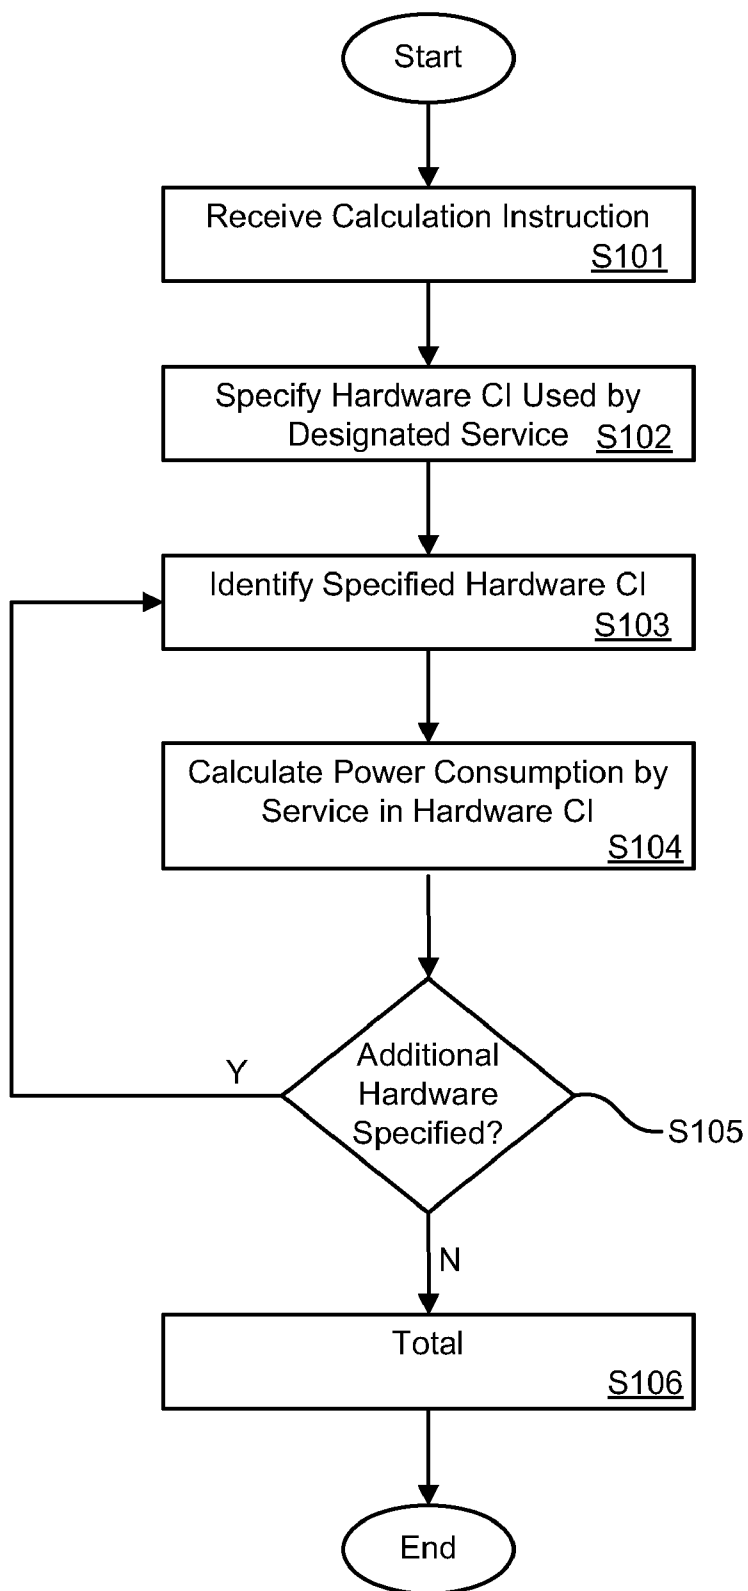 Start
Receive Calculation Instruction
S101
Specify Hardware CI Used by
Designated Service S102
Identify Specified Hardware CI
S103
Calculate Power Consumption by
Service in Hardware CI
S104
Additional
Hardware
Specified?
Y
S105
N
Total
S106
End